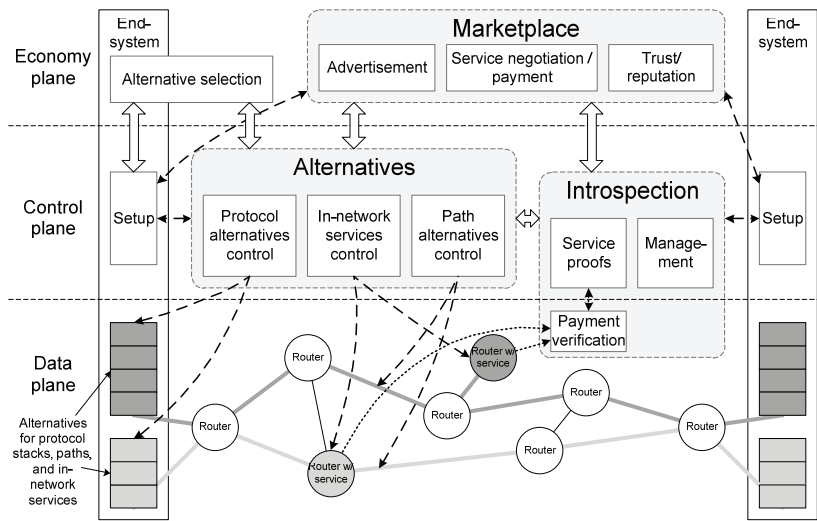 Economy
plane
End-
system
Alternative selection
Marketplace
Advertisement
Service negotiation /
payment
Trust/
reputation
End-
system
Control
plane
Setup
Alternatives
Protocol
alternatives
control
In-network
services
control
Path
alternatives
control
Introspection
Service
proofs
Manage-
ment
Setup
Payment
verification
Data
plane
Alternatives
for protocol
stacks, paths,
and in-
network
services
Router
Router
Router w/
service
Router
Router
Router w/
service
Router
Router